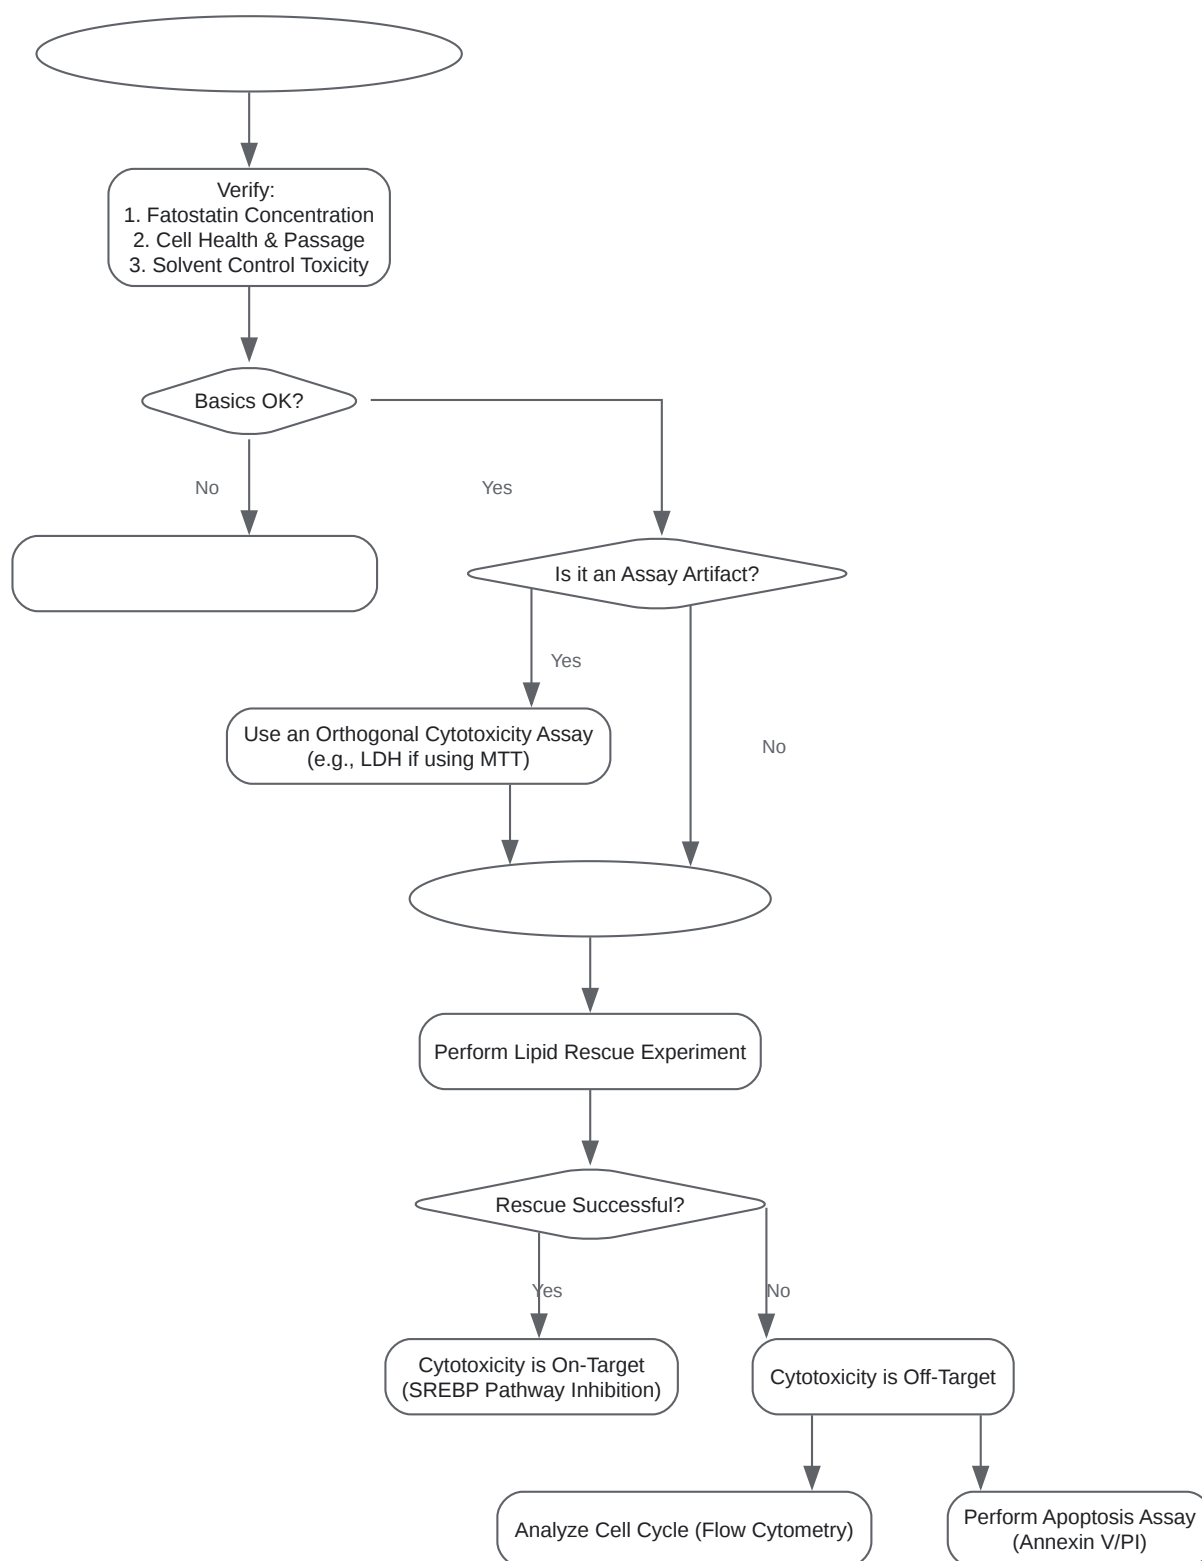 Verify:
1. Fatostatin Concentration
2. Cell Health & Passage
3. Solvent Control Toxicity
Basics OK?
No
Yes
Is it an Assay Artifact?
Yes
Use an Orthogonal Cytotoxicity Assay
(e.g., LDH if using MTT)
No
Perform Lipid Rescue Experiment
Rescue Successful?
Yes
No
Cytotoxicity is On-Target
(SREBP Pathway Inhibition)
Cytotoxicity is Off-Target
Analyze Cell Cycle (Flow Cytometry)
Perform Apoptosis Assay
(Annexin V/PI)